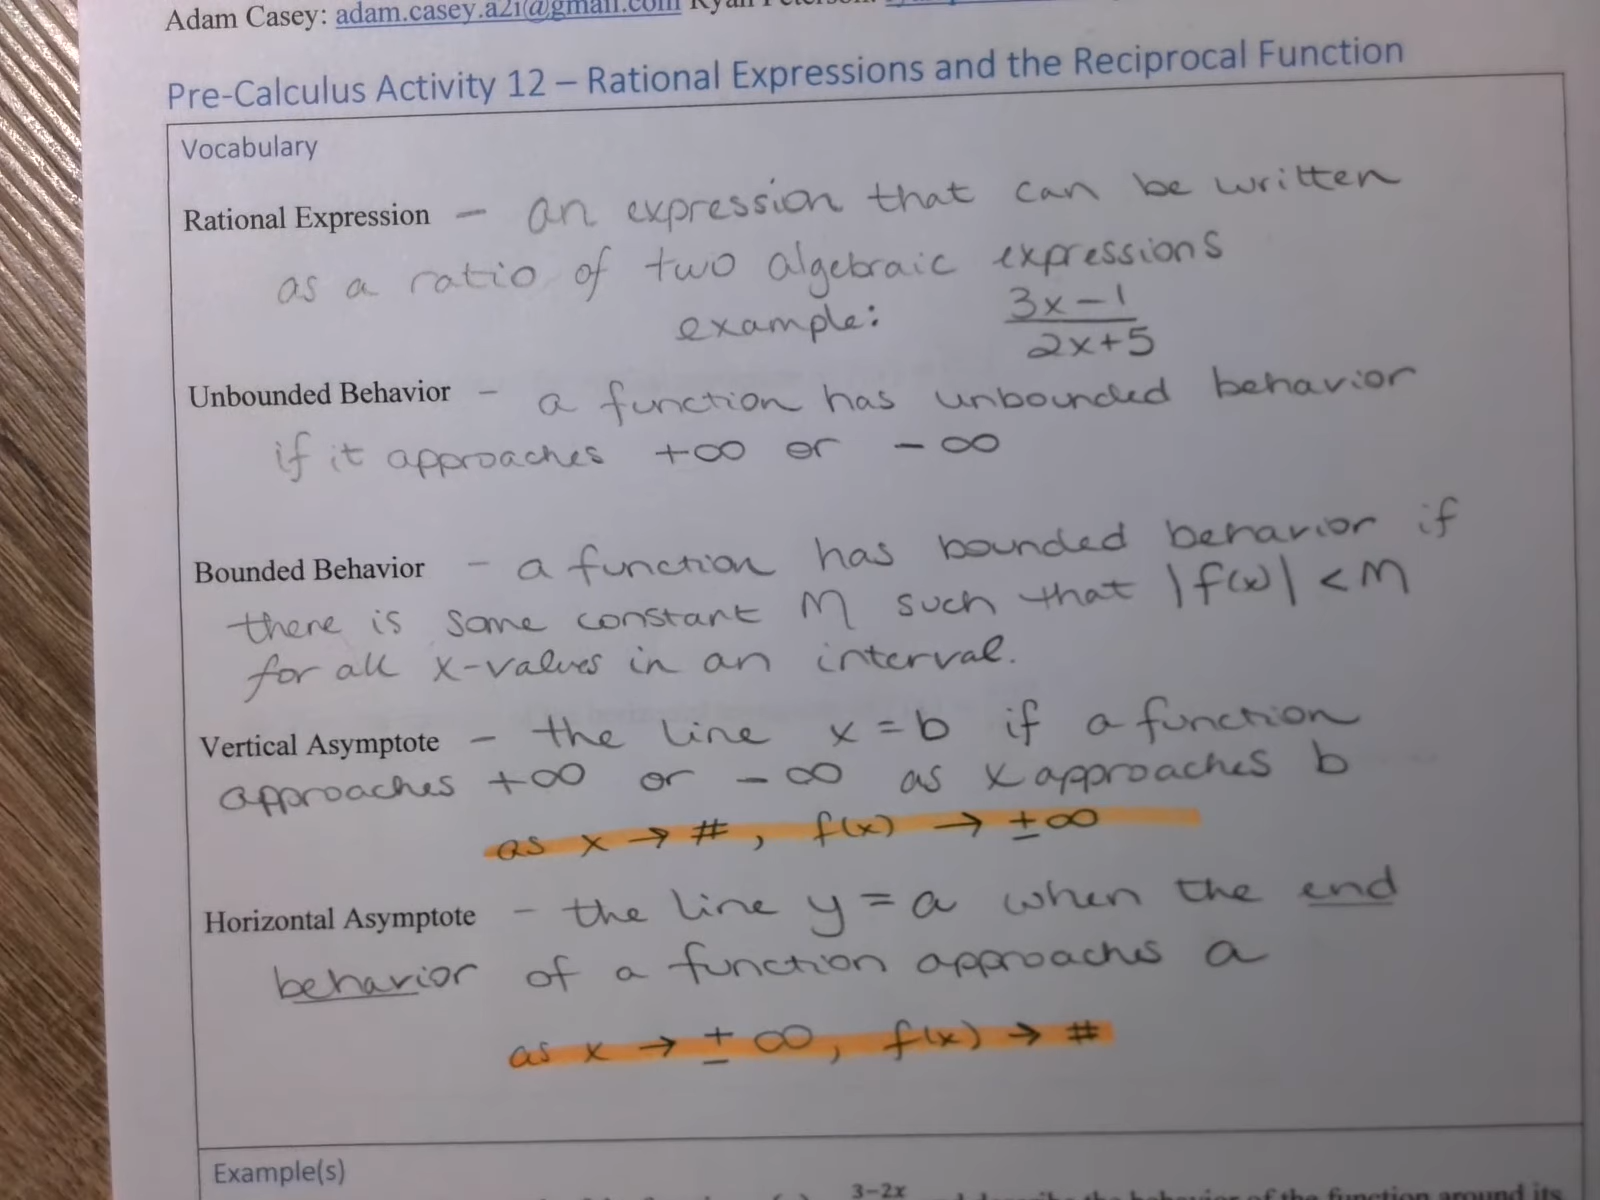 Adam Casey: adam.casey.a21@gmail.com Ryan
Pre-Calculus Activity 12 – Rational Expressions and the Reciprocal Function
Vocabulary
Rational Expression – an expression that can be written
as a ratio of two algebraic expressions
example: 3x-1/2x+5
Unbounded Behavior – a function has unbounded behavior
if it approaches +∞ or -∞
Bounded Behavior – a function has bounded behavior if
there is some constant M such that |f(x)| < M
for all x-values in an interval.
Vertical Asymptote – the line x = b if a function
approaches +∞ or -∞ as x approaches b
as x → #, f(x) → ±∞
Horizontal Asymptote – the line y = a when the end
behavior of a function approaches a
as x → ±∞, f(x) → #
Example(s)
3−2x